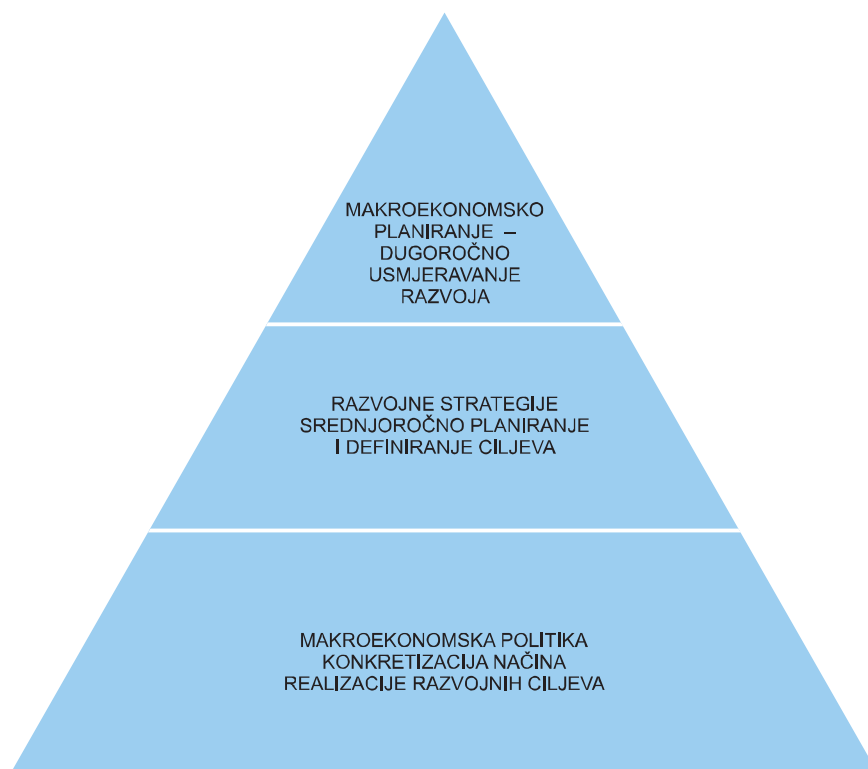 MAKROEKONOMSKO
PLANIRANJE –
DUGOROČNO
USMJERAVANJE
RAZVOJA
RAZVOJNE STRATEGIJE
SREDNJOROČNO PLANIRANJE
I DEFINIRANJE CILJEVA
MAKROEKONOMSKA POLITIKA
KONKRETIZACIJA NAČINA
REALIZACIJE RAZVOJNIH CILJEVA